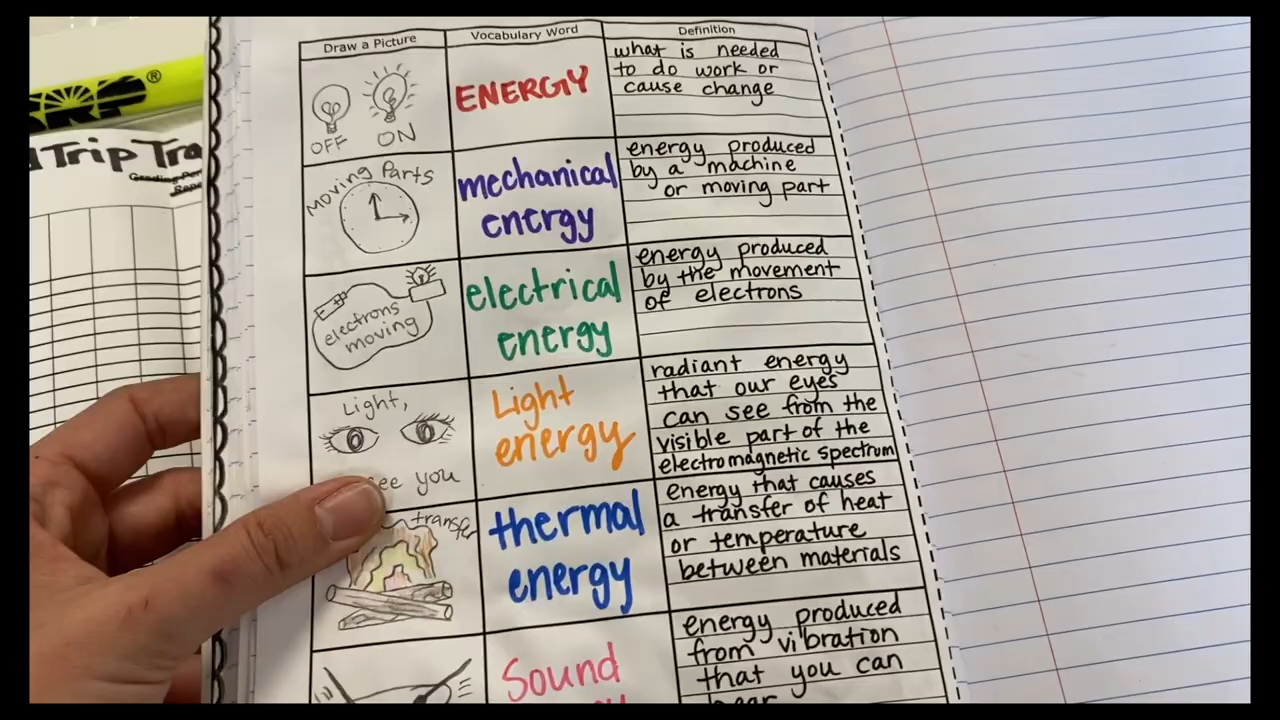 Draw a Picture
Vocabulary Word
Definition
OFF
ON
ENERGY
what is needed
to do work or
cause change
Moving Parts
mechanical
energy
energy produced
by a machine
or moving part
electrons
moving
electrical
energy
energy produced
by the movement
of electrons
Light,
see you
Light
energy
radiant energy
that our eyes
can see from the
visible part of the
electromagnetic spectrum
transfer
thermal
energy
energy that causes
a transfer of heat
or temperature
between materials
Sound
energy produced
from vibration
that you can
hear
Trip
®